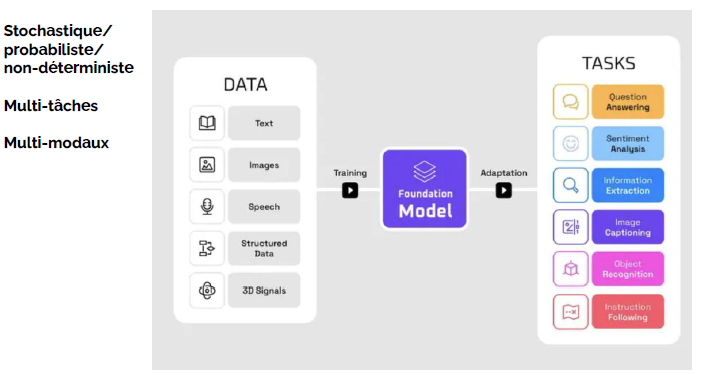 Stochastique/
probabiliste/
non-déterministe
Multi-tâches
Multi-modaux
DATA
Text
Images
Speech
Structured
Data
3D Signals
Training
Foundation
Model
Adaptation
TASKS
Question
Answering
Sentiment
Analysis
Information
Extraction
Image
Captioning
Object
Recognition
Instruction
Following